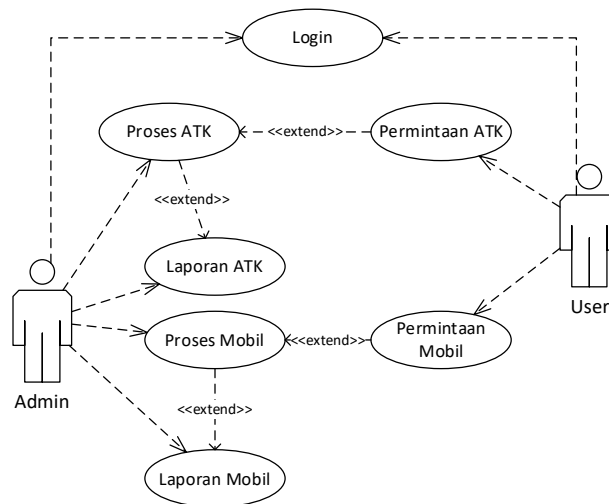 Login
Proses ATK
<<extend>>
Permintaan ATK
<<extend>>
Laporan ATK
User
Proses Mobil
<<extend>>
Permintaan
Mobil
Admin
<<extend>>
Laporan Mobil